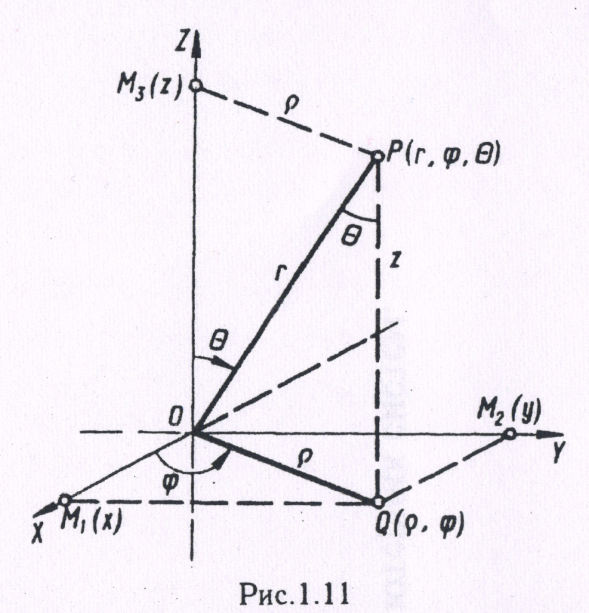 Z
M₃(z)
ρ
P(r, φ, θ)
θ
r
z
θ
O
M₂(y)
Y
ρ
φ
X
M₁(x)
Q(ρ, φ)
Рис.1.11